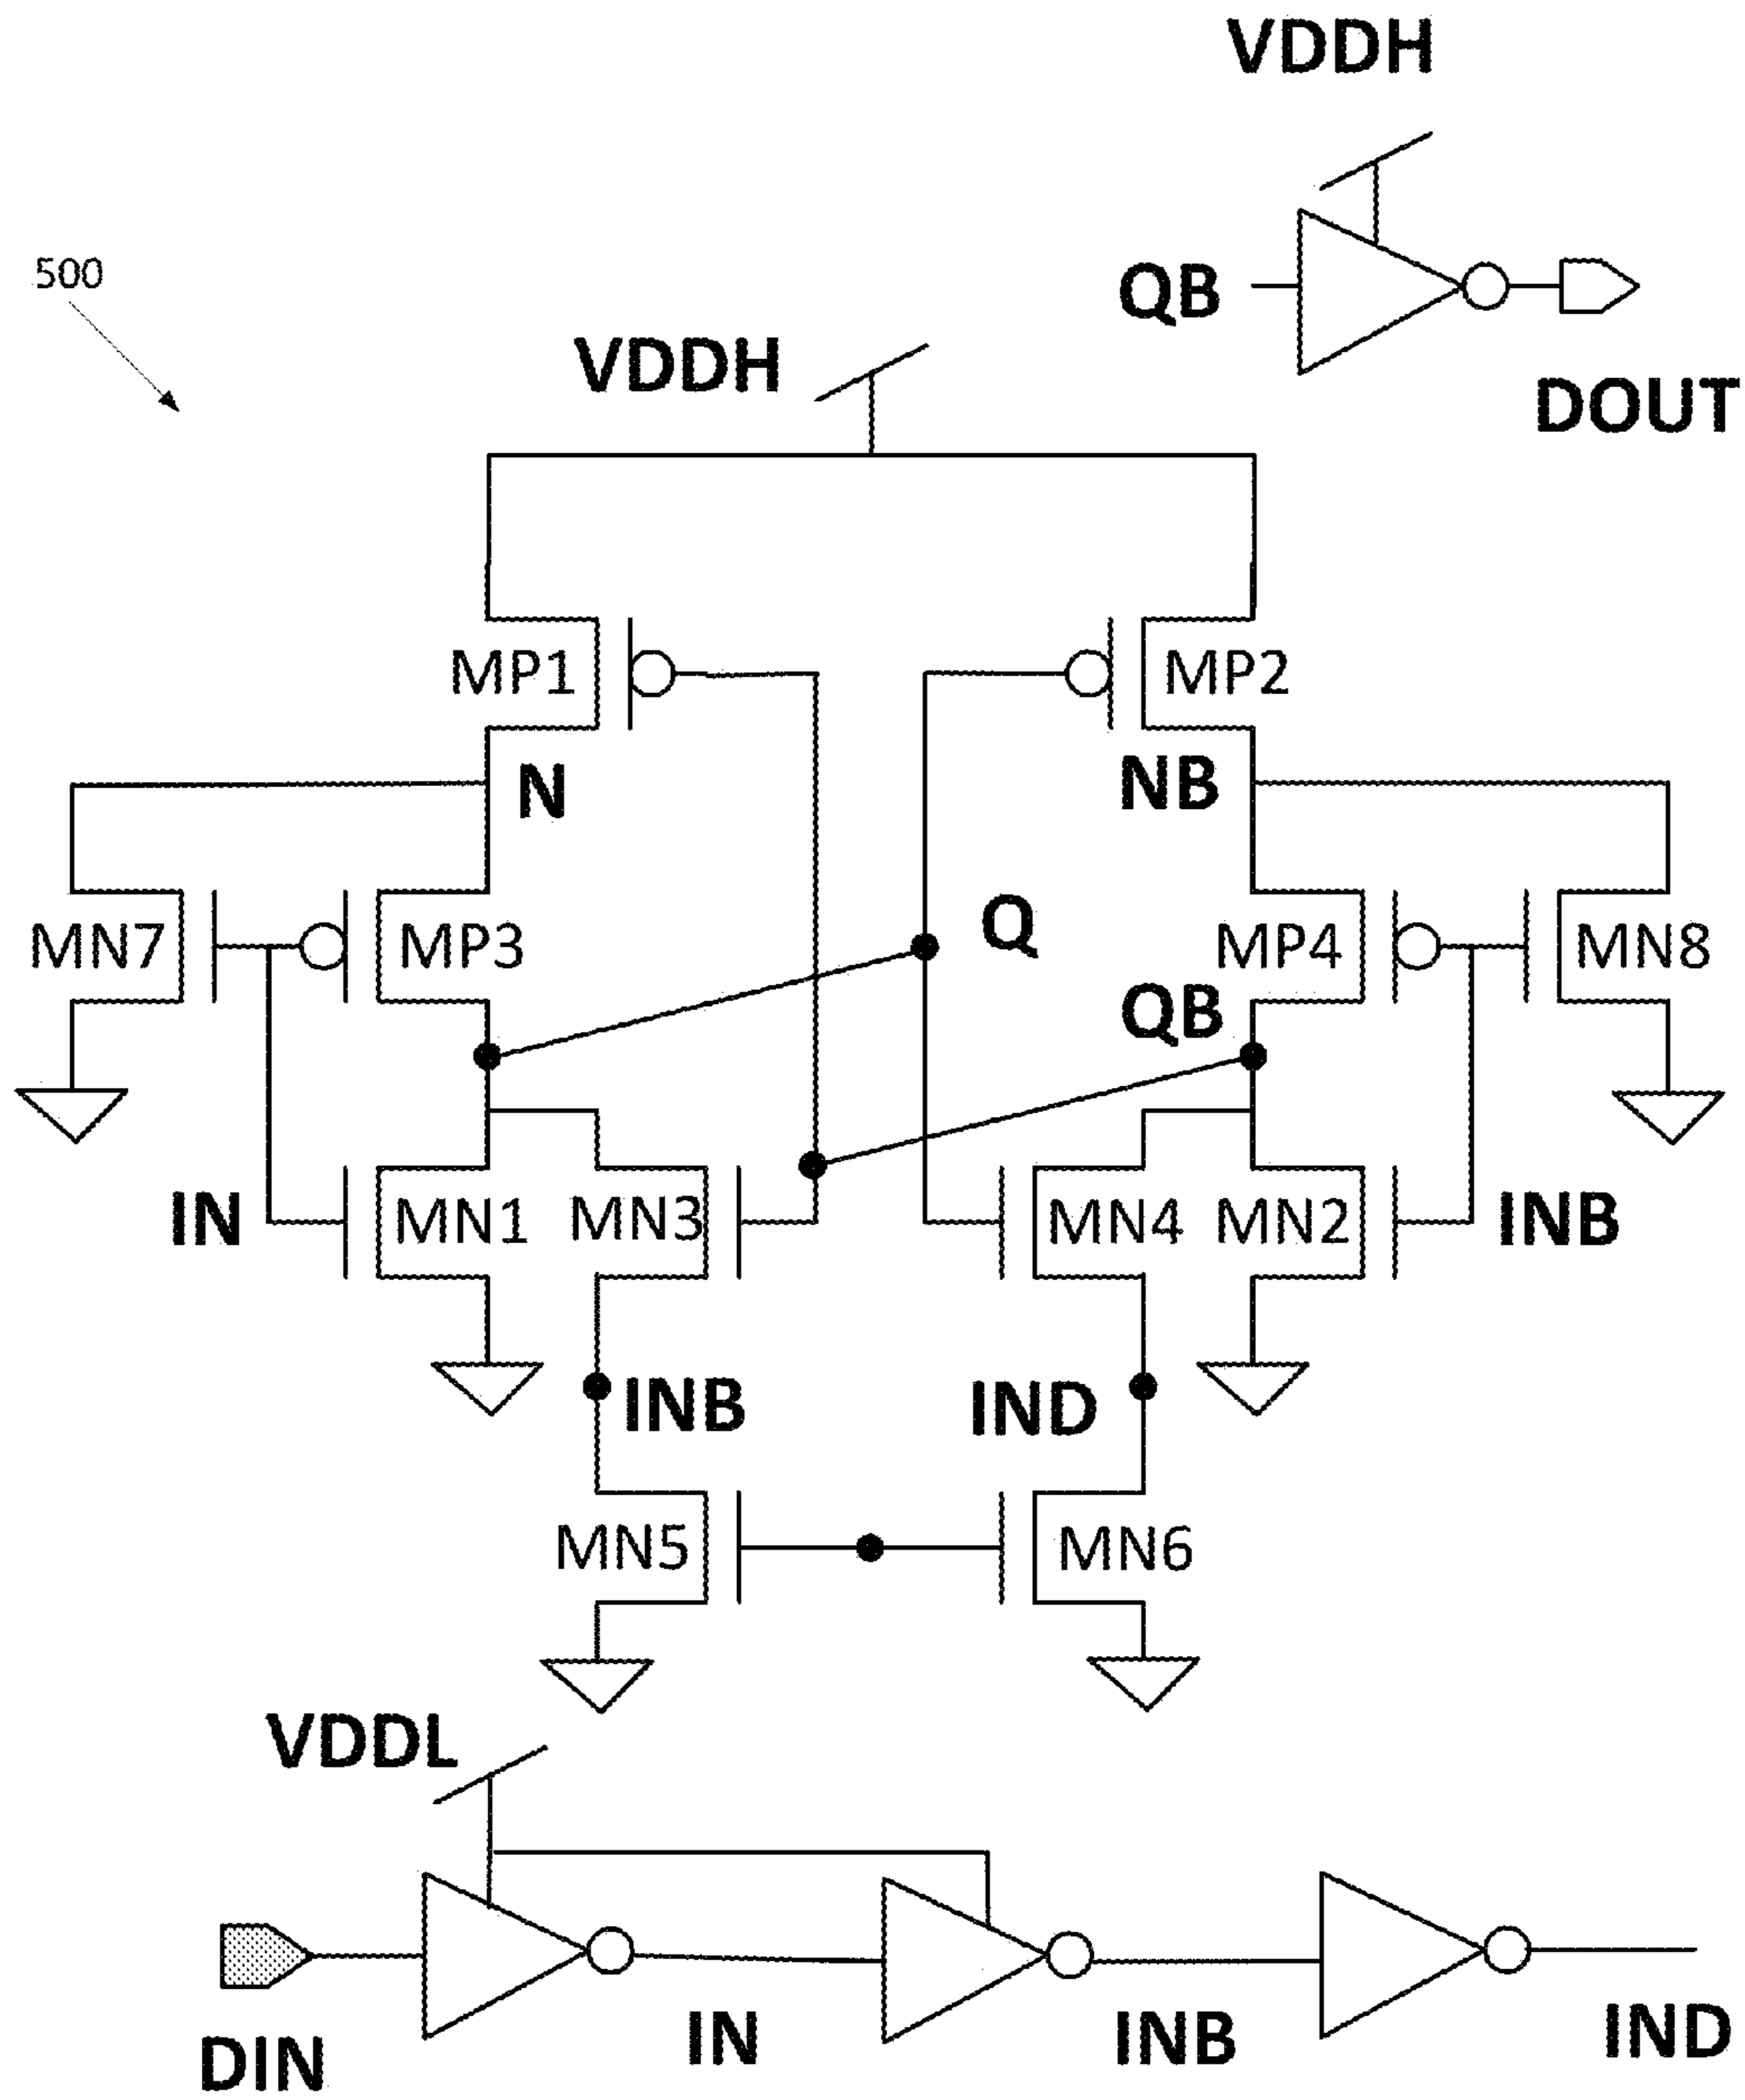 VDDH
500
QB
VDDH
DOUT
MP1
MP2
N
NB
Q
MN7
MP3
MP4
MN8
QB
IN
MN1
MN3
MN4
MN2
INB
INB
IND
MN5
MN6
VDDL
DIN
IN
INB
IND